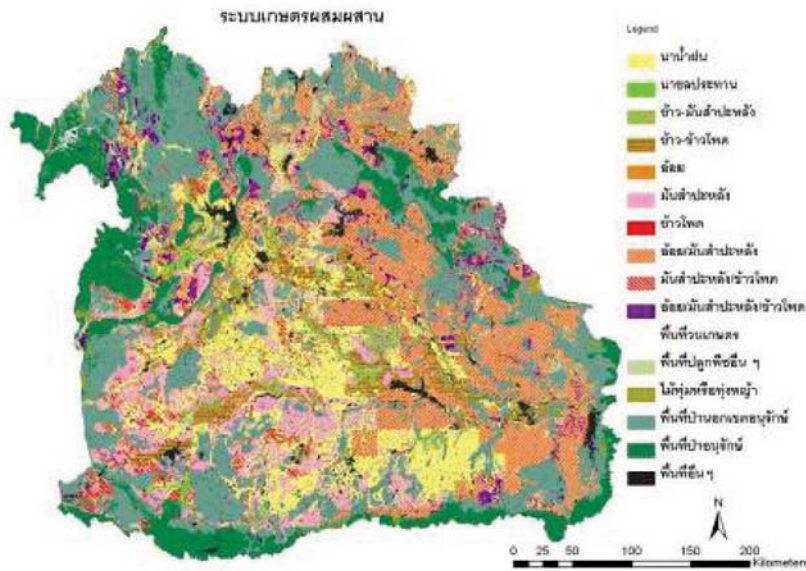 ระบบเกษตรผสมผสาน
Legend
นาน้ำฝน
นาชลประทาน
ข้าว-มันสำปะหลัง
ข้าว-ข้าวโพด
อ้อย
มันสำปะหลัง
ข้าวโพด
อ้อย/มันสำปะหลัง
มันสำปะหลัง/ข้าวโพด
อ้อย/มันสำปะหลัง/ข้าวโพด
พื้นที่วนเกษตร
พื้นที่ปลูกพืชอื่น ๆ
ไม้พุ่มหรือทุ่งหญ้า
พื้นที่ป่านอกเขตอนุรักษ์
พื้นที่ป่าอนุรักษ์
พื้นที่อื่น ๆ
N
0 25 50 100 150 200
Kilometers